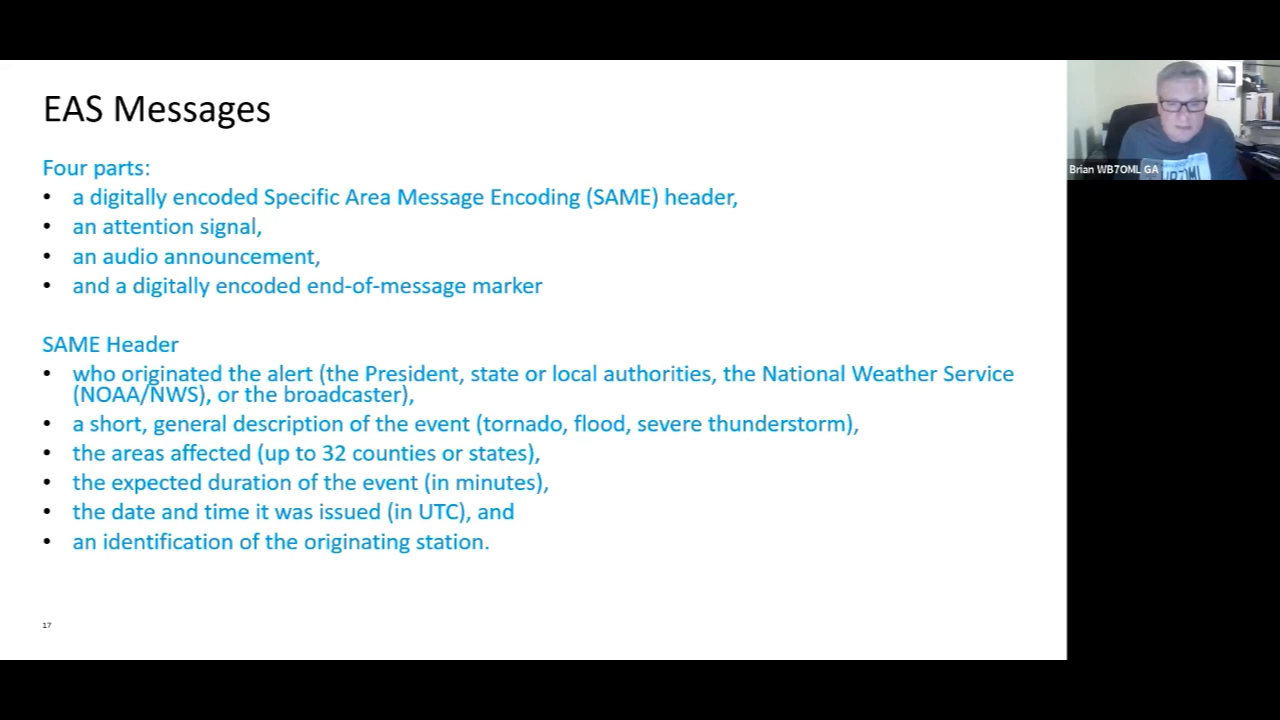 EAS Messages
Four parts:
• a digitally encoded Specific Area Message Encoding (SAME) header,
• an attention signal,
• an audio announcement,
• and a digitally encoded end-of-message marker
SAME Header
• who originated the alert (the President, state or local authorities, the National Weather Service
(NOAA/NWS), or the broadcaster),
• a short, general description of the event (tornado, flood, severe thunderstorm),
• the areas affected (up to 32 counties or states),
• the expected duration of the event (in minutes),
• the date and time it was issued (in UTC), and
• an identification of the originating station.
17
Brian WB7OML GA